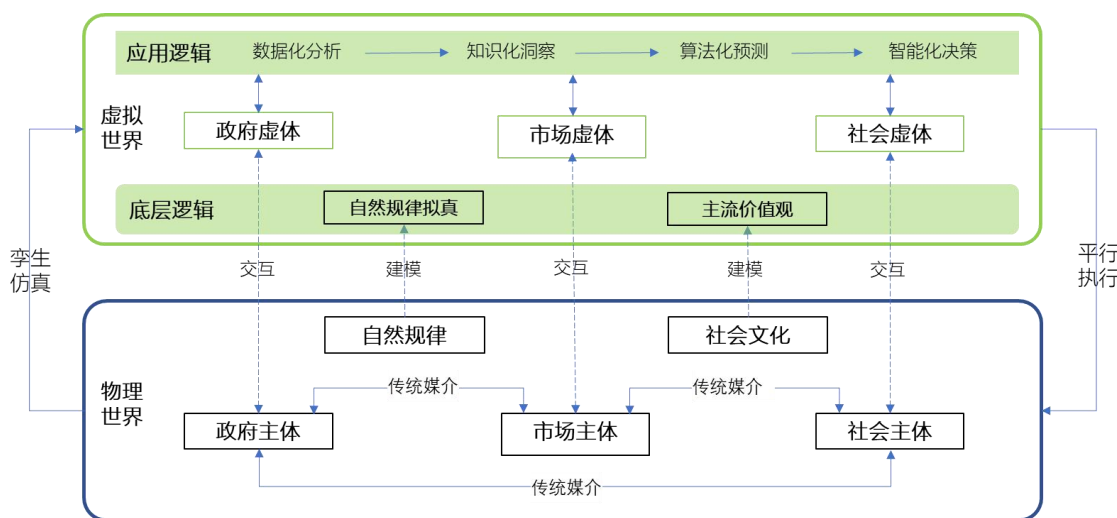 应用逻辑 数据化分析 知识化洞察 算法化预测 智能化决策
虚拟
世界
政府虚体 市场虚体 社会虚体
底层逻辑 自然规律拟真 主流价值观
孪生
仿真
交互 建模 交互 建模 交互
平行
执行
自然规律 社会文化
物理
世界
传统媒介 传统媒介
政府主体 市场主体 社会主体
传统媒介